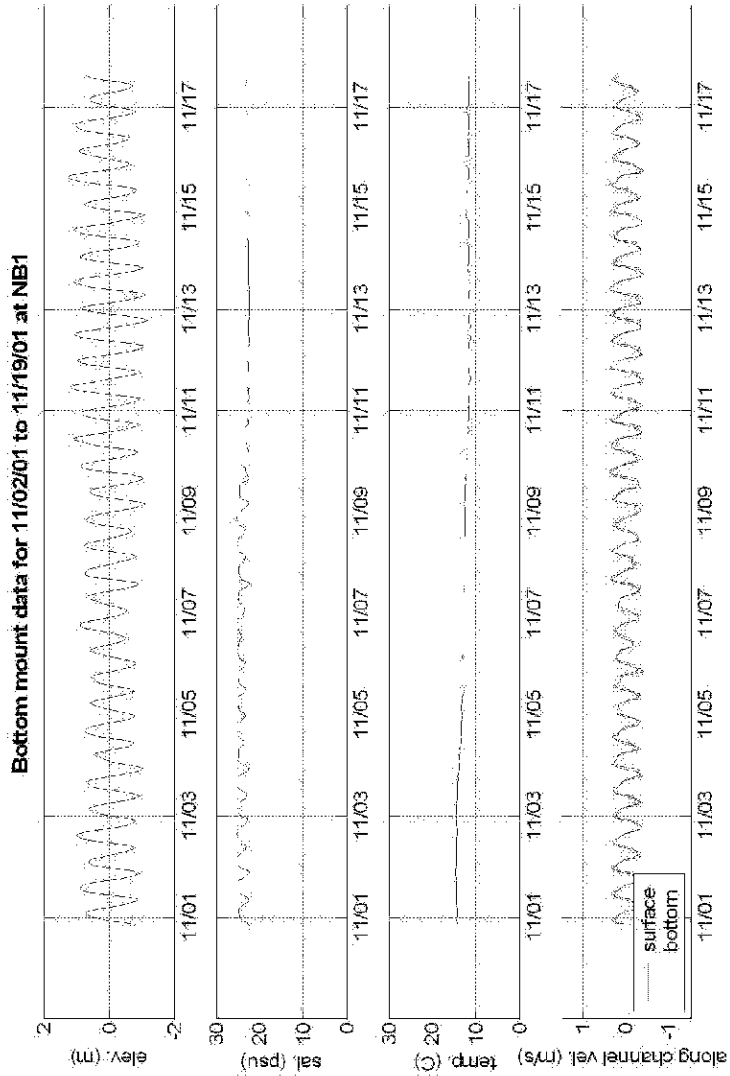 Bottom mount data for 11/02/01 to 11/19/01 at NB1
elev. (m)
2
0
-2
11/01 11/03 11/05 11/07 11/09 11/11 11/13 11/15 11/17
sal. (psu)
30
20
10
0
11/01 11/03 11/05 11/07 11/09 11/11 11/13 11/15 11/17
temp. (C)
30
20
10
0
11/01 11/03 11/05 11/07 11/09 11/11 11/13 11/15 11/17
along channel vel. (m/s)
1
0
-1
surface
bottom
11/01 11/03 11/05 11/07 11/09 11/11 11/13 11/15 11/17